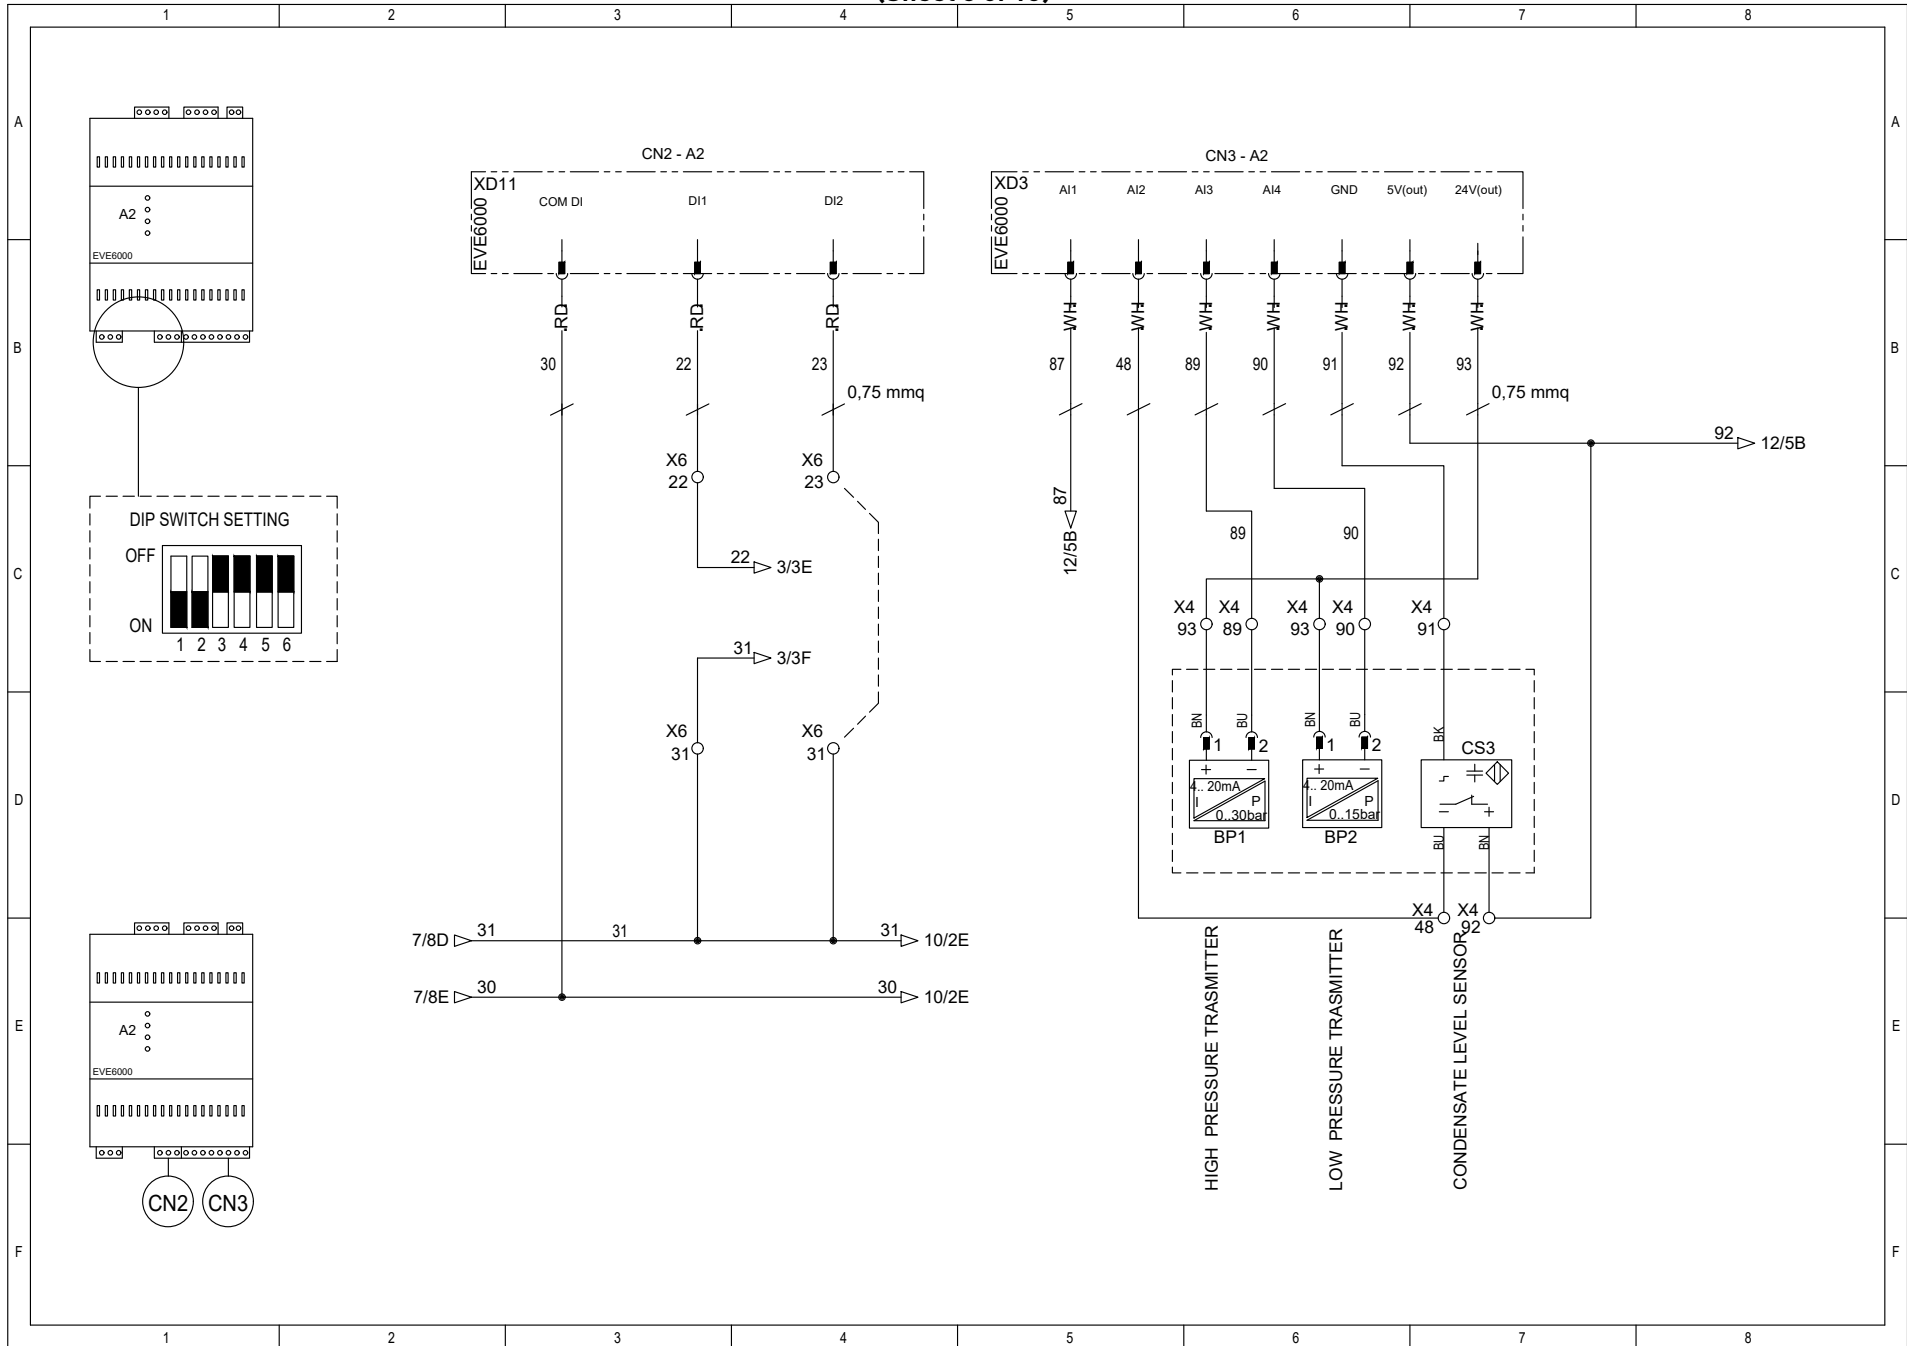 1 2 3 4 5 6 7 8
A A
CN2 - A2
CN3 - A2
XD11
EVE6000
COM DI DI1 DI2
XD3
EVE6000
AI1 AI2 AI3 AI4 GND 5V(out) 24V(out)
A2
EVE6000
RD RD RD
WH WH WH WH WH WH WH
B B
30 22 23
87 48 89 90 91 92 93
0,75 mmq
0,75 mmq
92 12/5B
X6
22
X6
23
87
12/5B
DIP SWITCH SETTING
OFF
ON
1 2 3 4 5 6
C C
22 3/3E
89 90
X4
93
X4
89
X4
93
X4
90
X4
91
31 3/3F
X6
31
X6
31
BN BU BN BU BK
1 2 1 2
CS3
+ − + −
4.. 20mA
I P
0..30bar
BP1
4.. 20mA
I P
0..15bar
BP2
− +
BU BN
D D
X4
48
X4
92
7/8D 31 31 31 10/2E
7/8E 30 30 10/2E
HIGH PRESSURE TRASMITTER
LOW PRESSURE TRASMITTER
CONDENSATE LEVEL SENSOR
A2
EVE6000
E E
CN2 CN3
F F
1 2 3 4 5 6 7 8